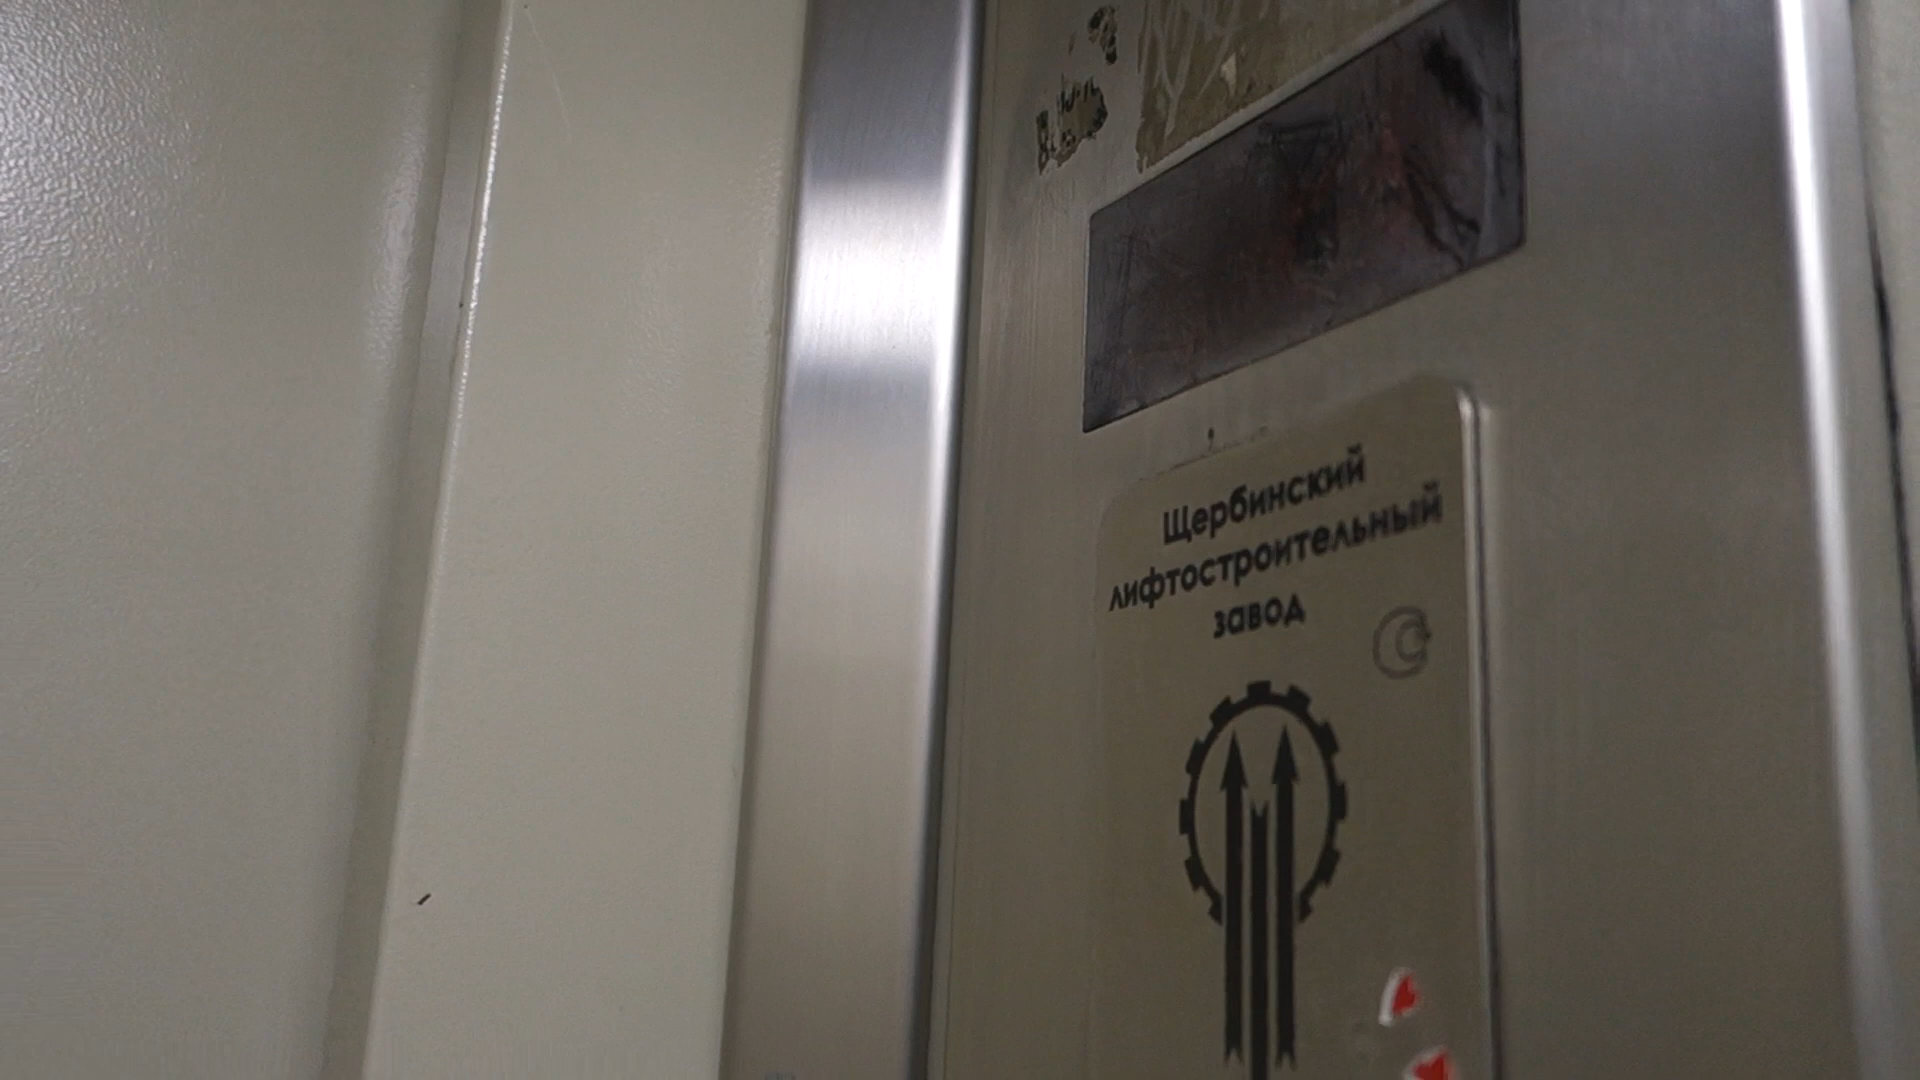 Щербинский
лифтостроительный
завод